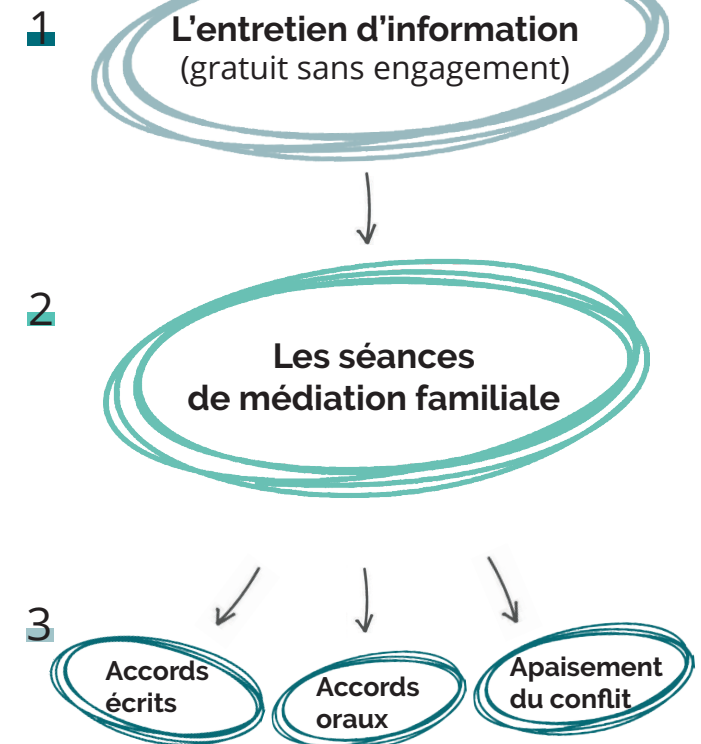 1
L'entretien d'information
(gratuit sans engagement)
2
Les séances
de médiation familiale
3
Accords
écrits
Accords
oraux
Apaisement
du conflit